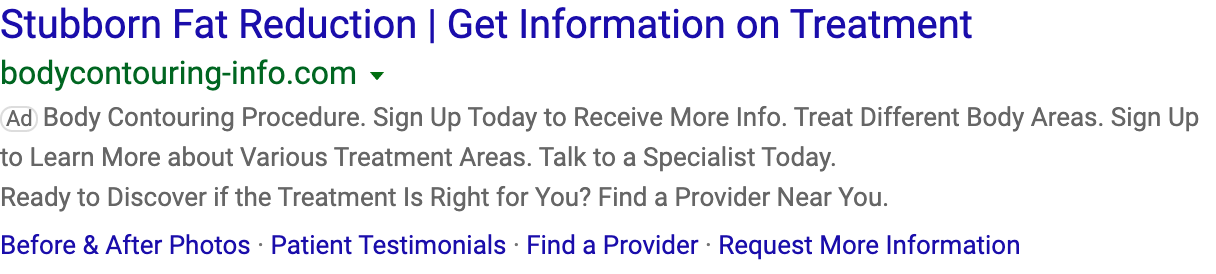 Stubborn Fat Reduction | Get Information on Treatment
bodycontouring-info.com
Ad Body Contouring Procedure. Sign Up Today to Receive More Info. Treat Different Body Areas. Sign Up
to Learn More about Various Treatment Areas. Talk to a Specialist Today.
Ready to Discover if the Treatment Is Right for You? Find a Provider Near You.
Before & After Photos · Patient Testimonials · Find a Provider · Request More Information